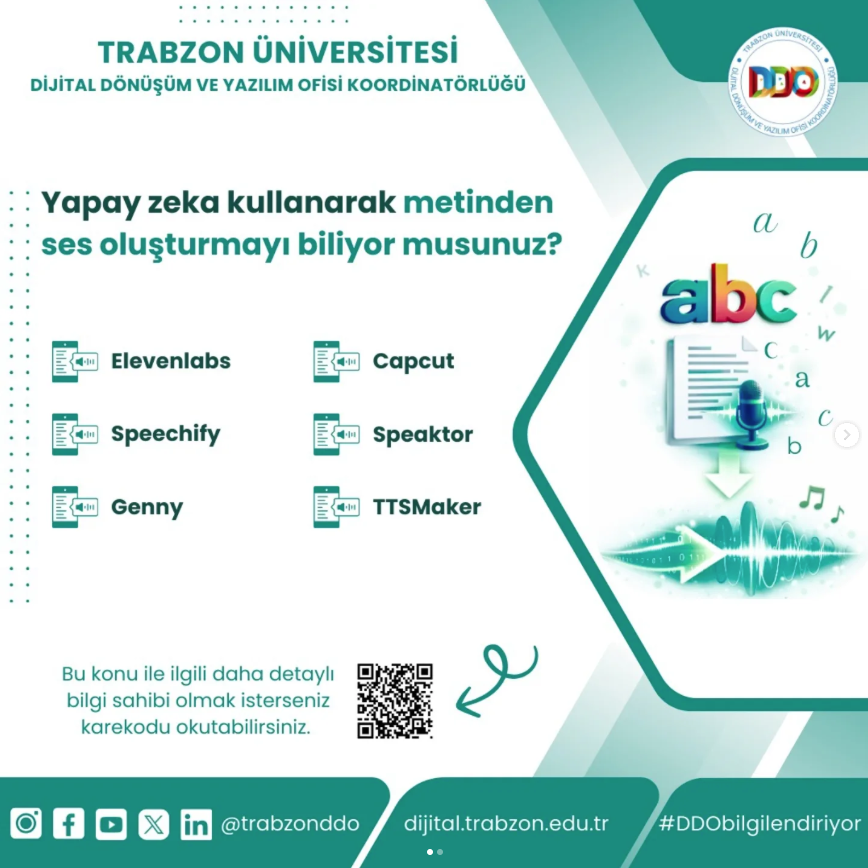 TRABZON ÜNİVERSİTESİ
DİJİTAL DÖNÜŞÜM VE YAZILIM OFİSİ KOORDİNATÖRLÜĞÜ
TRABZON ÜNİVERSİTESİ
DDO
DİJİTAL DÖNÜŞÜM VE YAZILIM OFİSİ KOORDİNATÖRLÜĞÜ
Yapay zeka kullanarak metinden
ses oluşturmayı biliyor musunuz?
a
b
K
abc
l
w
c
a
c
b
Elevenlabs
Capcut
Speechify
Speaktor
Genny
TTSMaker
Bu konu ile ilgili daha detaylı
bilgi sahibi olmak isterseniz
karekodu okutabilirsiniz.
@trabzonddo
dijital.trabzon.edu.tr
#DDObilgilendiriyor